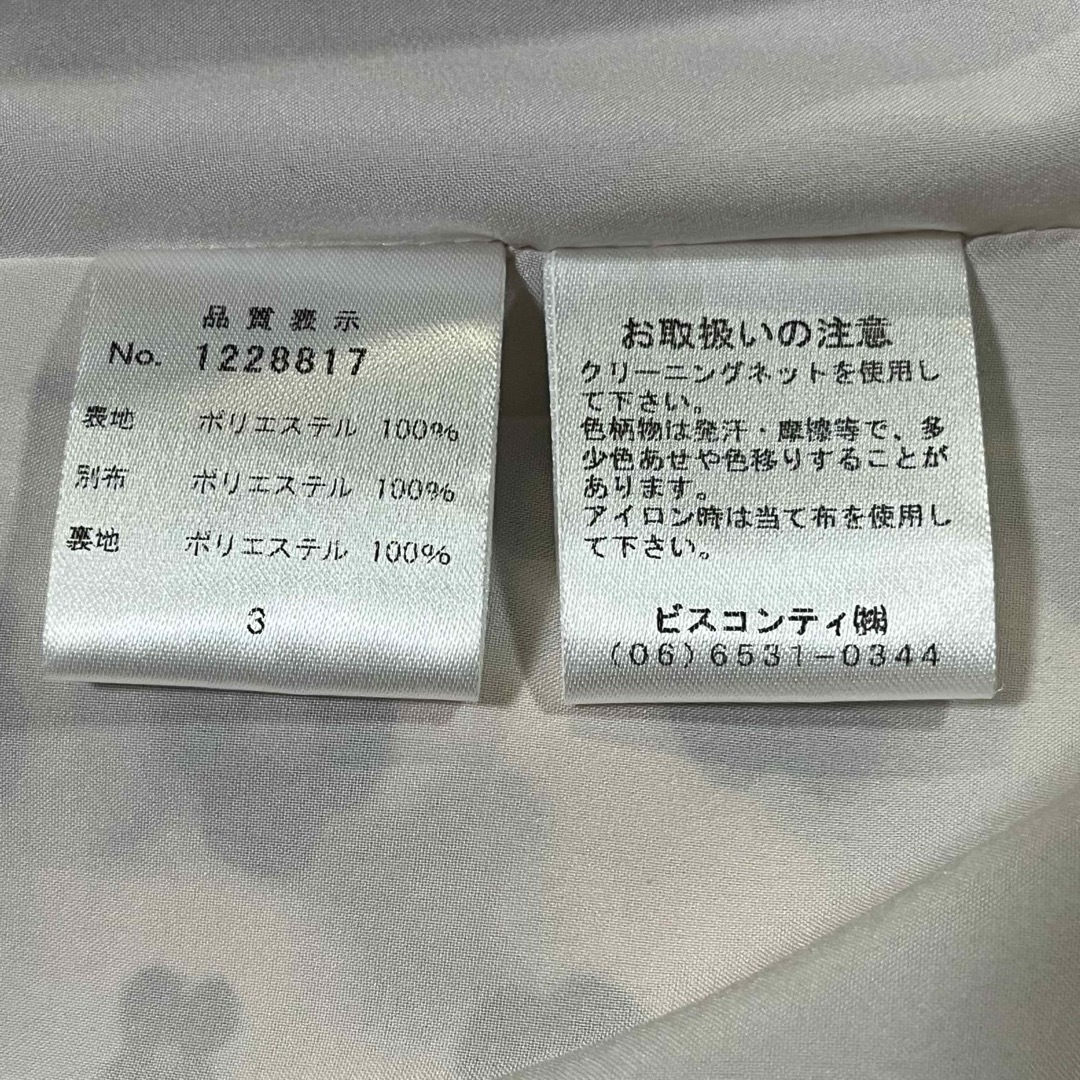 品質表示
No. 1228817
表地 ポリエステル 100%
別布 ポリエステル 100%
裏地 ポリエステル 100%
3
お取扱いの注意
クリーニングネットを使用し
て下さい。
色柄物は発汗・摩擦等で、多
少色あせや色移りすることが
あります。
アイロン時は当て布を使用し
て下さい。
ビスコンティ㈱
(06)6531-0344